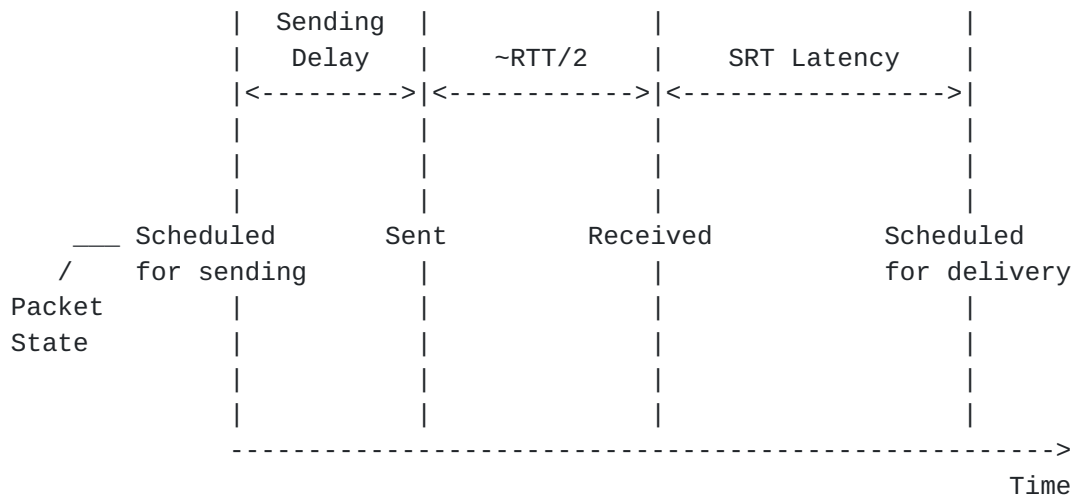 Sending
Delay ~RTT/2 SRT Latency
Scheduled Sent Received Scheduled
for sending for delivery
Packet
State
Time